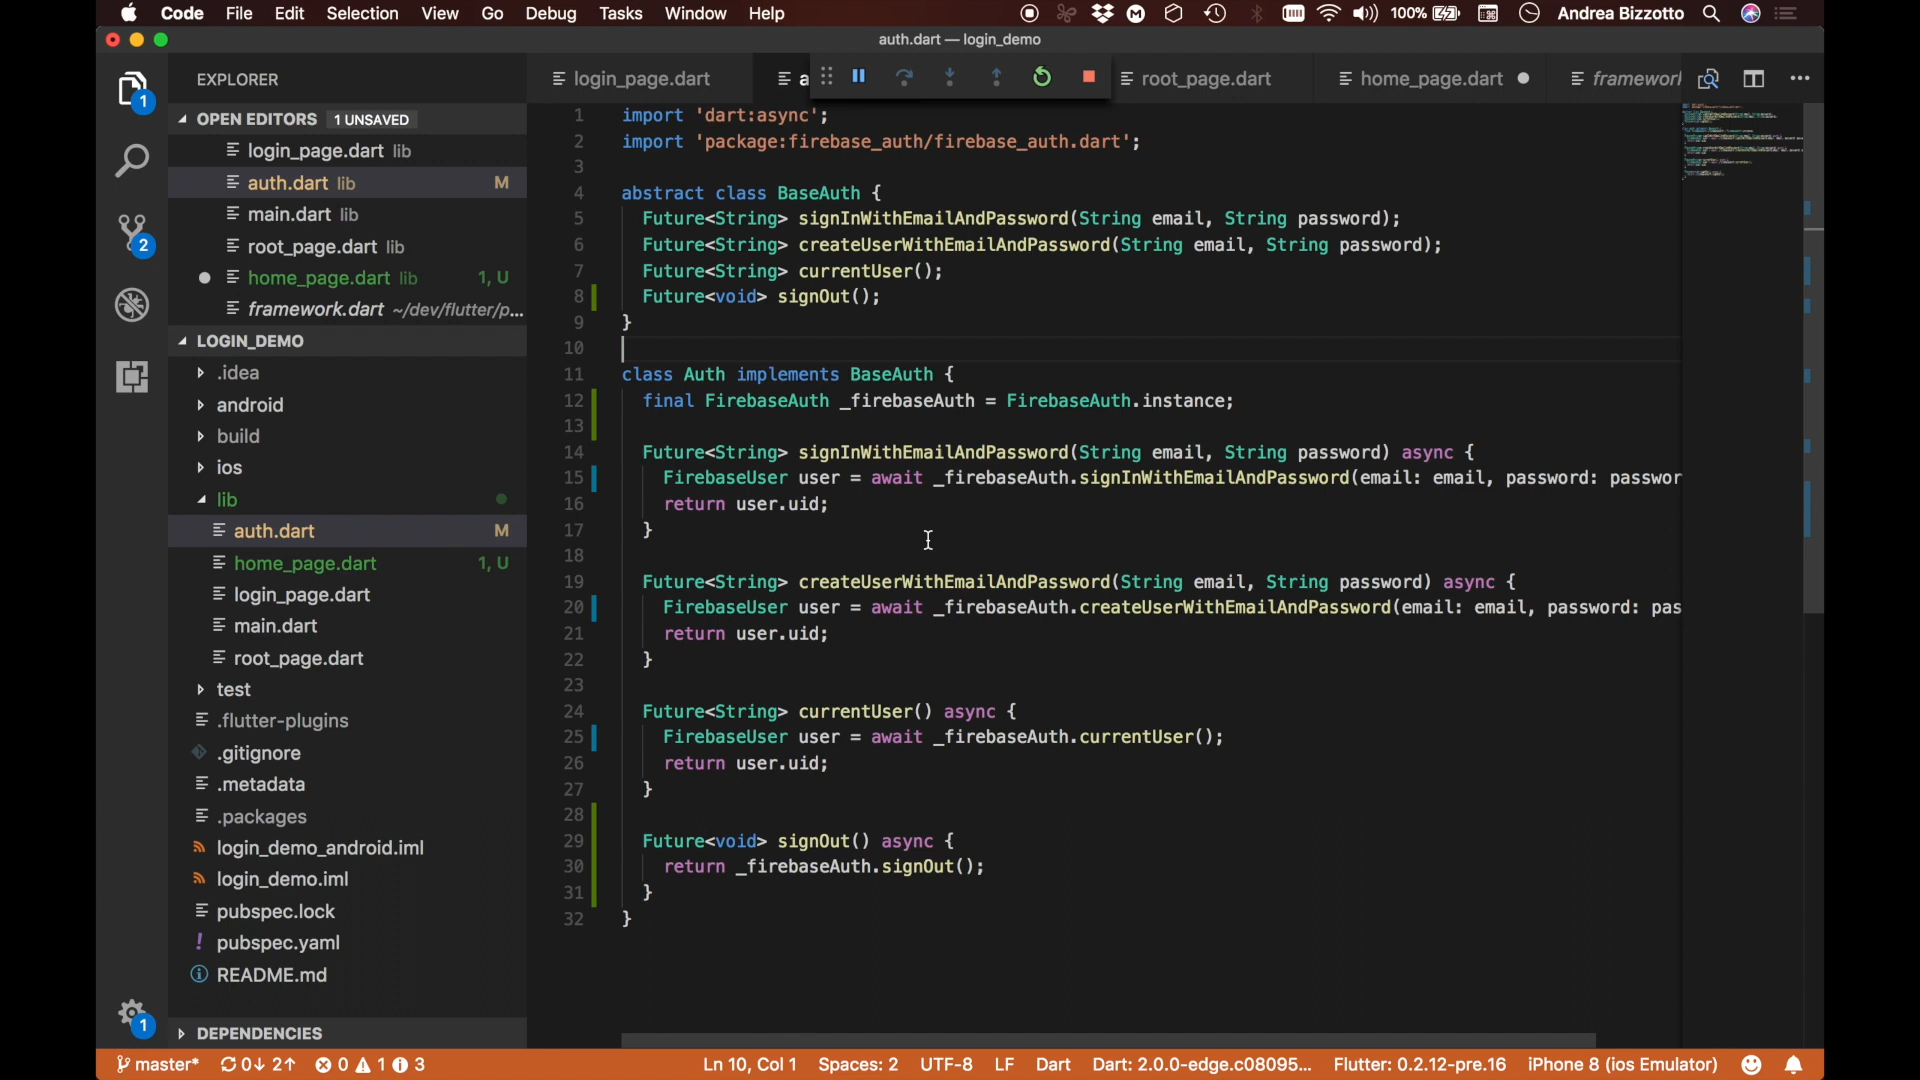 Code File Edit Selection View Go Debug Tasks Window Help 100% Andrea Bizzotto
auth.dart — login_demo
EXPLORER
login_page.dart
root_page.dart
home_page.dart
OPEN EDITORS 1 UNSAVED
login_page.dart lib
auth.dart lib M
main.dart lib
root_page.dart lib
home_page.dart lib 1, U
framework.dart ~/dev/flutter/p...
LOGIN_DEMO
.idea
android
build
ios
lib
auth.dart M
home_page.dart 1, U
login_page.dart
main.dart
root_page.dart
test
.flutter-plugins
.gitignore
.metadata
.packages
login_demo_android.iml
login_demo.iml
pubspec.lock
pubspec.yaml
README.md
DEPENDENCIES
1
2
1
1 import 'dart:async';
2 import 'package:firebase_auth/firebase_auth.dart';
3
4 abstract class BaseAuth {
5 Future<String> signInWithEmailAndPassword(String email, String password);
6 Future<String> createUserWithEmailAndPassword(String email, String password);
7 Future<String> currentUser();
8 Future<void> signOut();
9 }
10
11 class Auth implements BaseAuth {
12 final FirebaseAuth _firebaseAuth = FirebaseAuth.instance;
13
14 Future<String> signInWithEmailAndPassword(String email, String password) async {
15 FirebaseUser user = await _firebaseAuth.signInWithEmailAndPassword(email: email, password: passwor
16 return user.uid;
17 }
18
19 Future<String> createUserWithEmailAndPassword(String email, String password) async {
20 FirebaseUser user = await _firebaseAuth.createUserWithEmailAndPassword(email: email, password: pas
21 return user.uid;
22 }
23
24 Future<String> currentUser() async {
25 FirebaseUser user = await _firebaseAuth.currentUser();
26 return user.uid;
27 }
28
29 Future<void> signOut() async {
30 return _firebaseAuth.signOut();
31 }
32 }
master* 0↓ 2↑ 0 1 3 Ln 10, Col 1 Spaces: 2 UTF-8 LF Dart Dart: 2.0.0-edge.c08095... Flutter: 0.2.12-pre.16 iPhone 8 (ios Emulator)